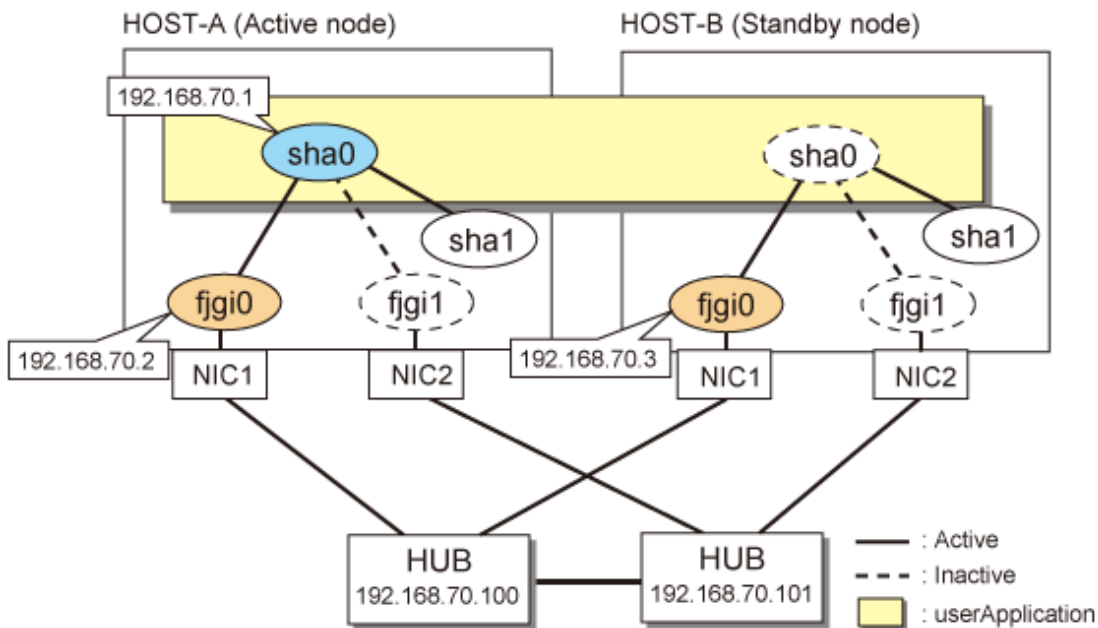 HOST-A (Active node)
HOST-B (Standby node)
192.168.70.1
sha0
sha0
sha1
sha1
fjgi0
fjgi1
fjgi0
fjgi1
192.168.70.2
192.168.70.3
NIC1
NIC2
NIC1
NIC2
HUB
192.168.70.100
HUB
192.168.70.101
: Active
: Inactive
: userApplication